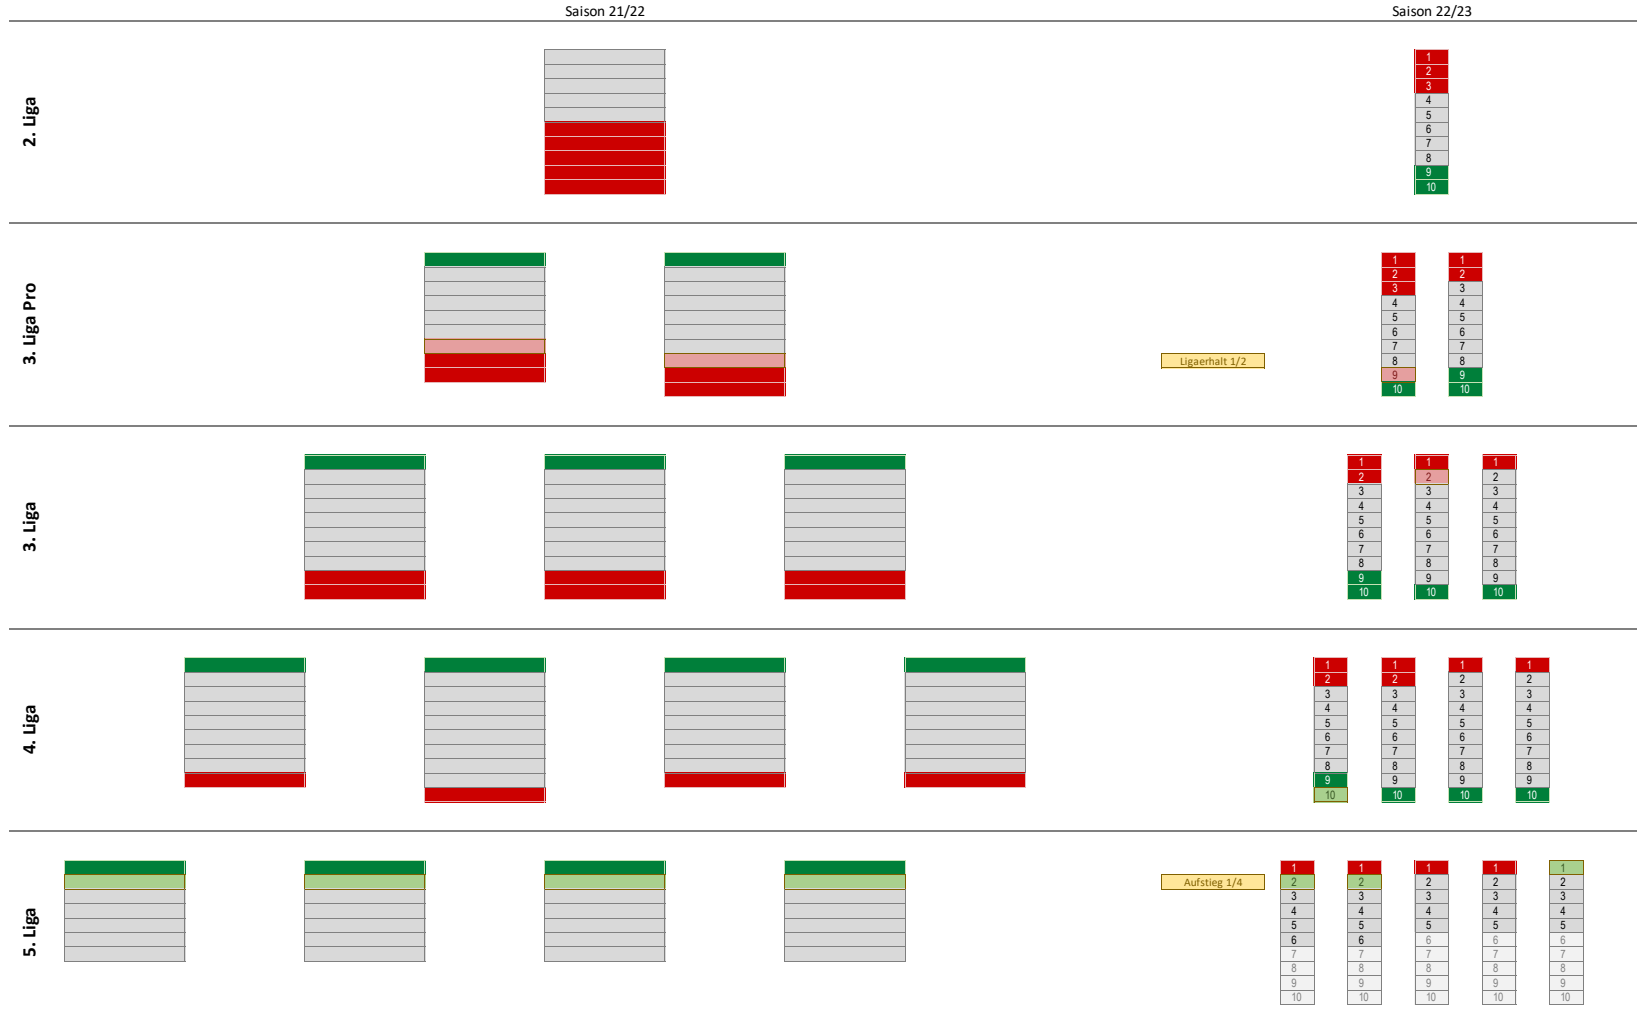 Saison 21/22 Saison 22/23
2. Liga
1
2
3
4
5
6
7
8
9
10
3. Liga Pro
1 1
2 2
3 3
4 4
5 5
6 6
7 7
Ligaerhalt 1/2 8 8
9 9
10 10
3. Liga
1 1 1
2 2 2
3 3 3
4 4 4
5 5 5
6 6 6
7 7 7
8 8 8
9 9 9
10 10 10
4. Liga
1 1 1 1
2 2 2 2
3 3 3 3
4 4 4 4
5 5 5 5
6 6 6 6
7 7 7 7
8 8 8 8
9 9 9 9
10 10 10 10
5. Liga
1 1 1 1 1
Aufstieg 1/4 2 2 2 2 2
3 3 3 3 3
4 4 4 4 4
5 5 5 5 5
6 6 6 6 6
7 7 7 7 7
8 8 8 8 8
9 9 9 9 9
10 10 10 10 10